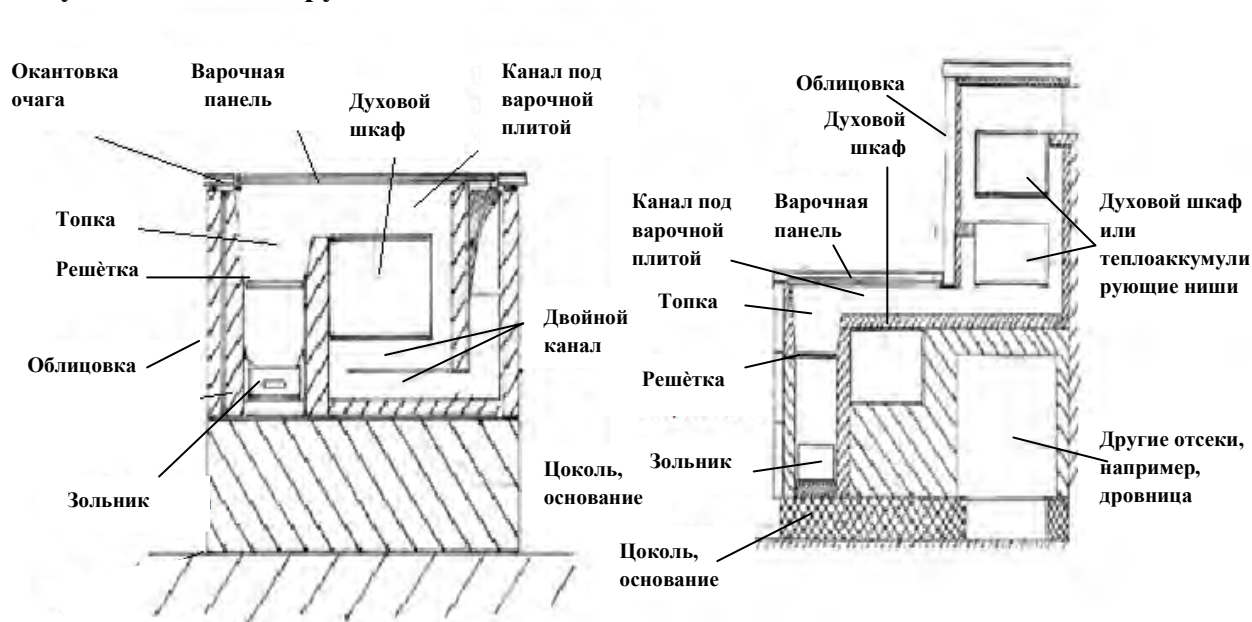 Окантовка
очага
Варочная
панель
Духовой
шкаф
Канал под
варочной
плитой
Топка
Решѐтка
Облицовка
Зольник
Двойной
канал
Цоколь,
основание
Облицовка
Духовой
шкаф
Канал под
варочной
плитой
Варочная
панель
Топка
Решѐтка
Зольник
Цоколь,
основание
Духовой шкаф
или
теплоаккумули
рующие ниши
Другие отсеки,
например,
дровница